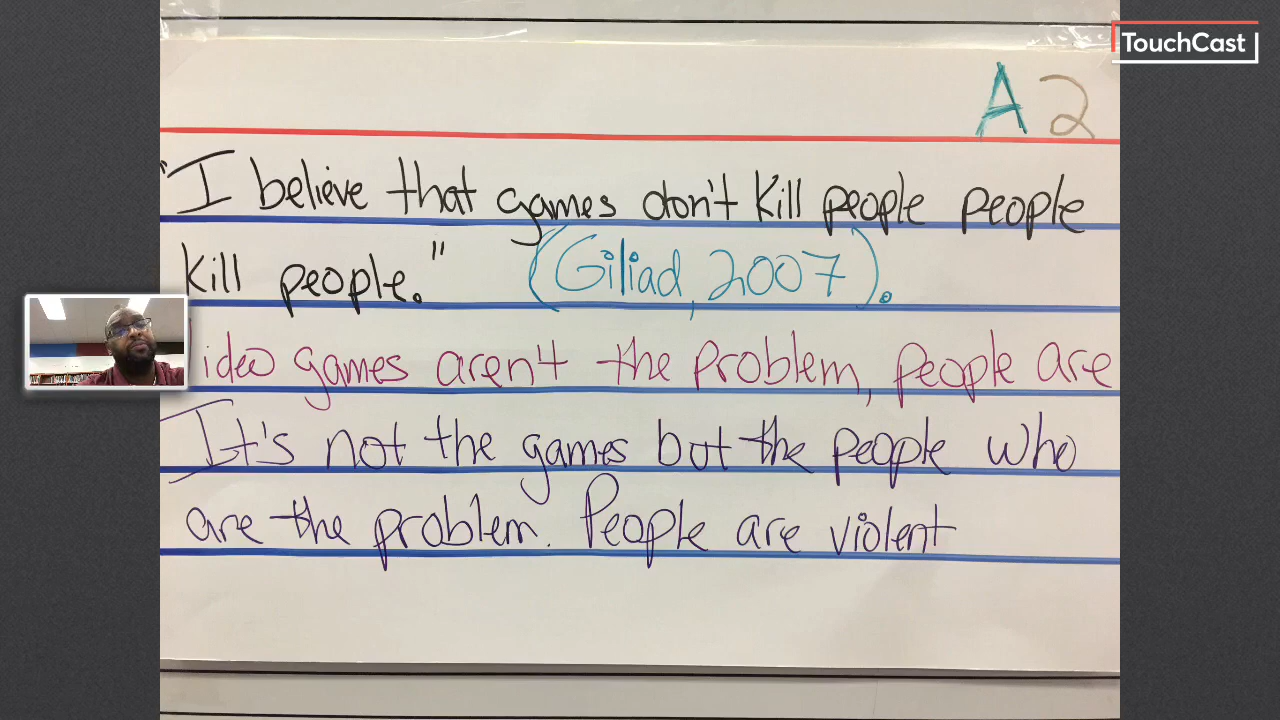 TouchCast
A2
"I believe that games don't kill people people
kill people." (Giliad, 2007).
ideo games aren't the problem, people are
It's not the games but the people who
are the problem. People are violent